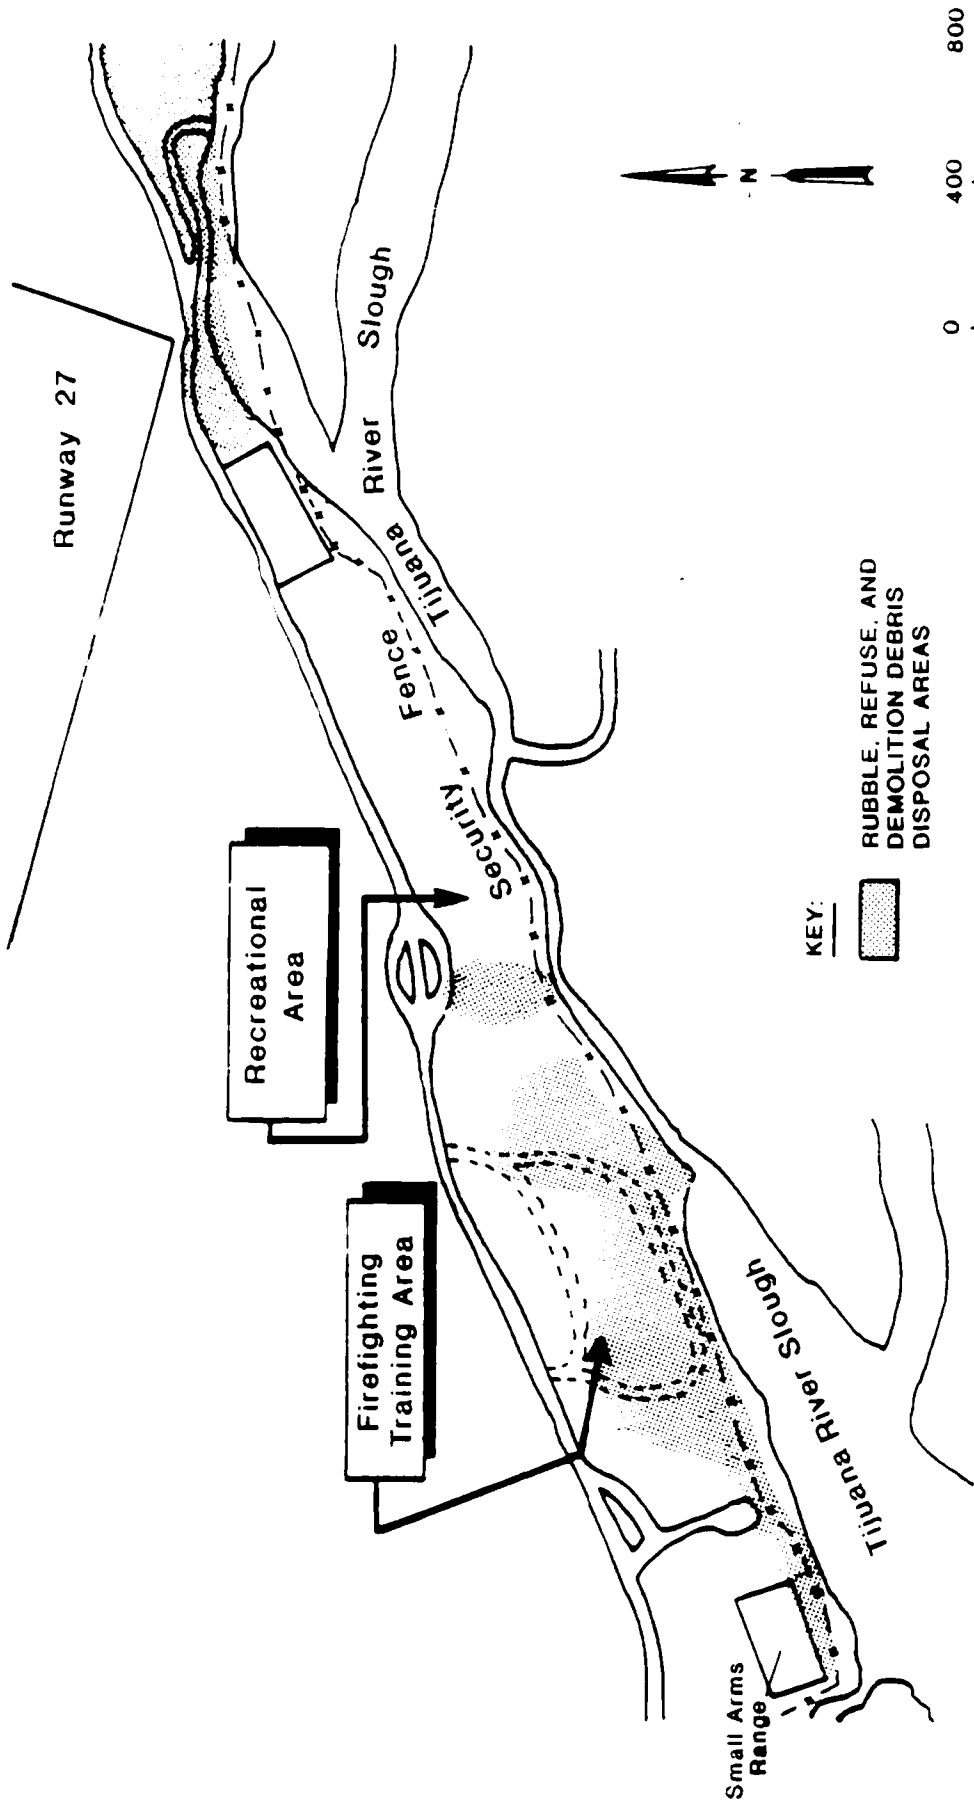 Runway 27
Recreational
Area
Firefighting
Training Area
Security Fence
Tijuana River Slough
Tijuana River Slough
Small Arms
Range
N
KEY:
RUBBLE, REFUSE, AND
DEMOLITION DEBRIS
DISPOSAL AREAS
0 400 800